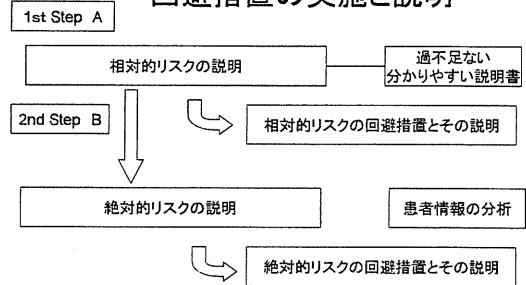 回避措置の実施と説明
1st Step A
相対的リスクの説明
過不足ない
分かりやすい説明書
2nd Step B
相対的リスクの回避措置とその説明
絶対的リスクの説明
患者情報の分析
絶対的リスクの回避措置とその説明